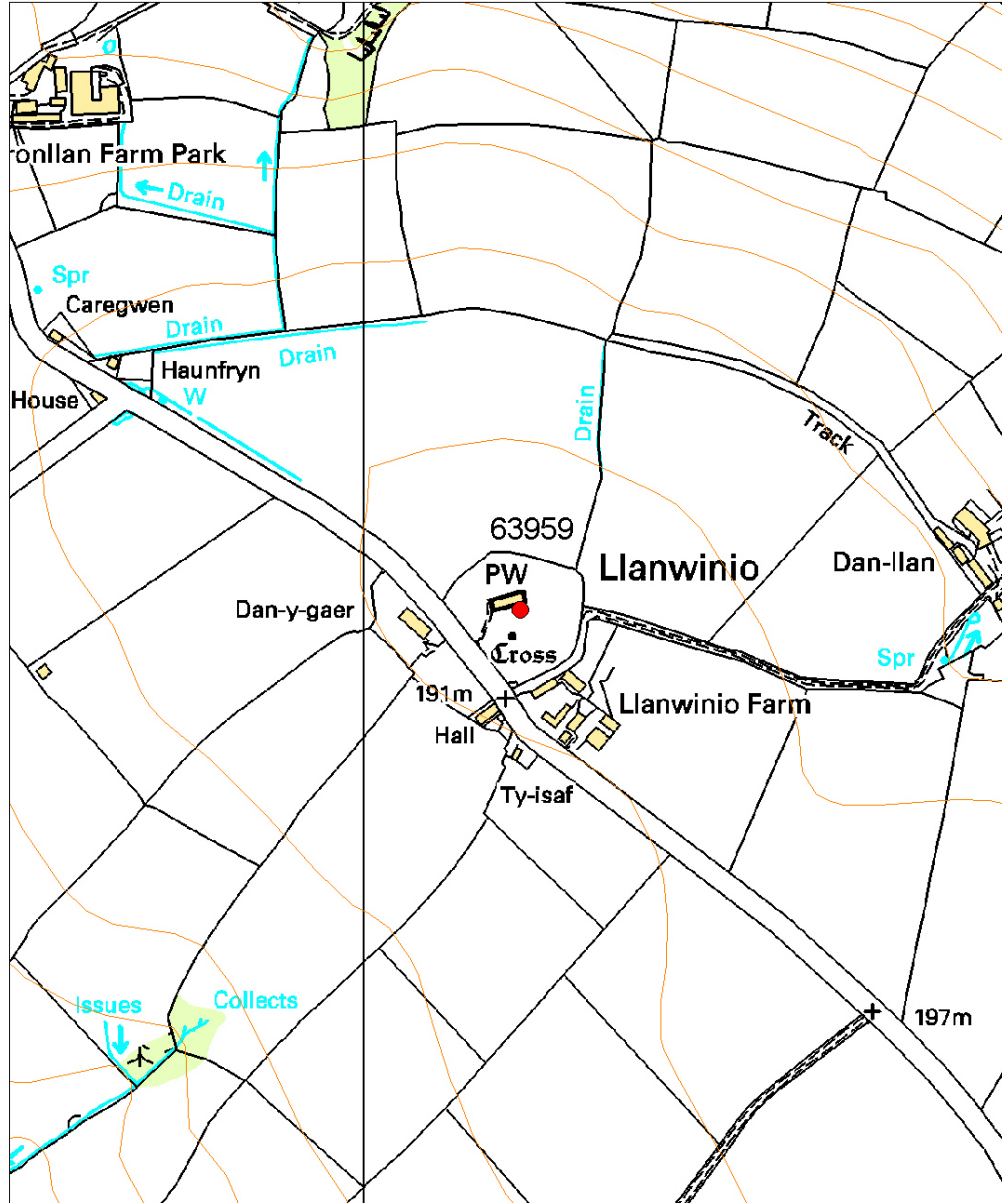 ronllan Farm Park
Drain
Spr
Caregwen
Drain
Drain
Haunfryn
W
House
Drain
Track
63959
PW
Llanwinio
Dan-llan
Dan-y-gaer
Cross
Spr
191m
Llanwinio Farm
Hall
Ty-isaf
Issues
Collects
197m